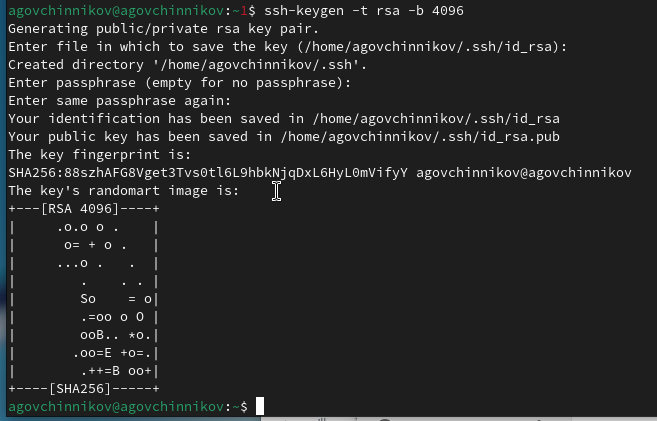 agovchinnikov@agovchinnikov:~1$ ssh-keygen -t rsa -b 4096
Generating public/private rsa key pair.
Enter file in which to save the key (/home/agovchinnikov/.ssh/id_rsa):
Created directory '/home/agovchinnikov/.ssh'.
Enter passphrase (empty for no passphrase):
Enter same passphrase again:
Your identification has been saved in /home/agovchinnikov/.ssh/id_rsa
Your public key has been saved in /home/agovchinnikov/.ssh/id_rsa.pub
The key fingerprint is:
SHA256:88szhAFG8Vget3Tvs0tl6L9hbkNjqDxL6HyL0mVifyY agovchinnikov@agovchinnikov
The key's randomart image is:
+---[RSA 4096]----+
|     .o.o o .    |
|      o= + o .   |
|     ...o .   .  |
|        .    . . |
|        So    = o|
|        .=oo o O |
|        ooB.. *o.|
|       .oo=E +o=.|
|        .++=B oo+|
+----[SHA256]-----+
agovchinnikov@agovchinnikov:~$